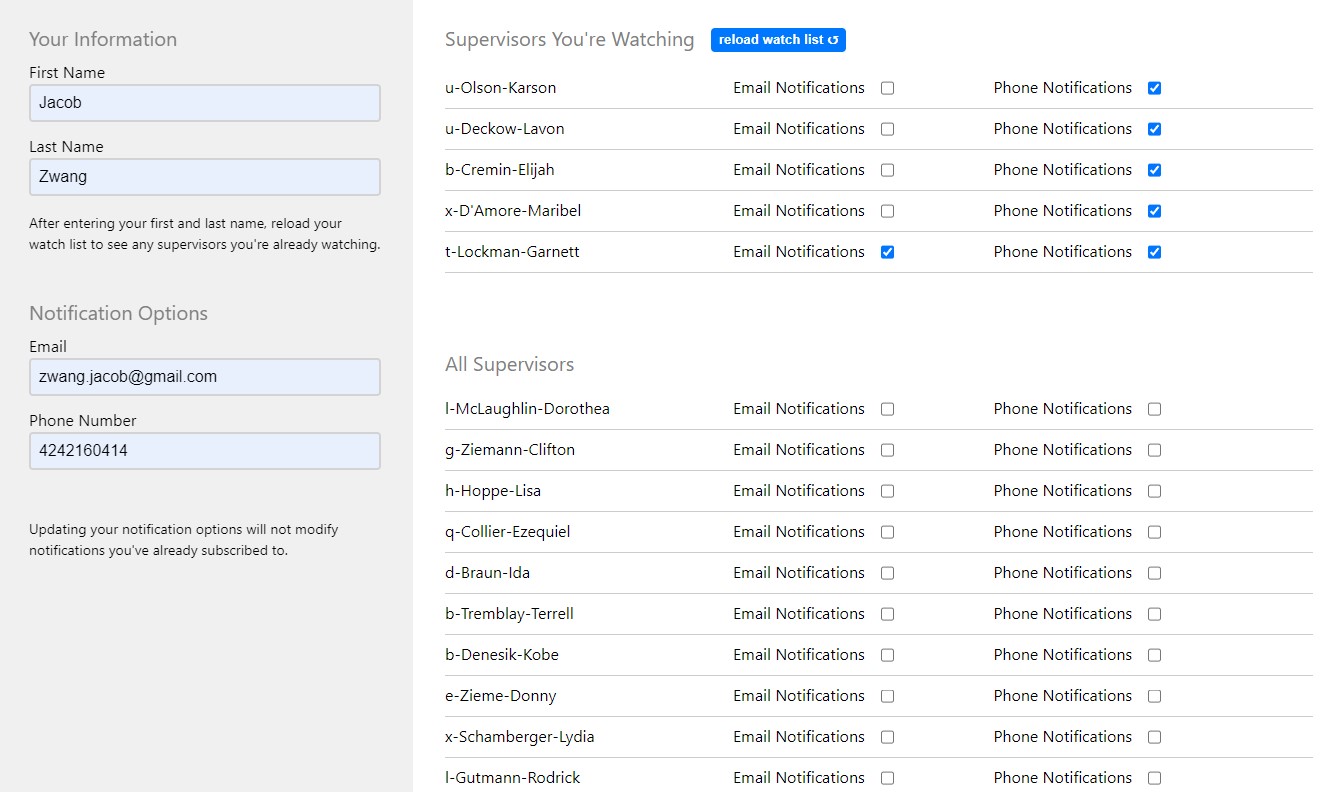 Your Information
First Name
Jacob
Last Name
Zwang
After entering your first and last name, reload your
watch list to see any supervisors you're already watching.
Notification Options
Email
zwang.jacob@gmail.com
Phone Number
4242160414
Updating your notification options will not modify
notifications you've already subscribed to.
Supervisors You're Watching reload watch list ↺
u-Olson-Karson Email Notifications Phone Notifications
u-Deckow-Lavon Email Notifications Phone Notifications
b-Cremin-Elijah Email Notifications Phone Notifications
x-D'Amore-Maribel Email Notifications Phone Notifications
t-Lockman-Garnett Email Notifications Phone Notifications
All Supervisors
l-McLaughlin-Dorothea Email Notifications Phone Notifications
g-Ziemann-Clifton Email Notifications Phone Notifications
h-Hoppe-Lisa Email Notifications Phone Notifications
q-Collier-Ezequiel Email Notifications Phone Notifications
d-Braun-Ida Email Notifications Phone Notifications
b-Tremblay-Terrell Email Notifications Phone Notifications
b-Denesik-Kobe Email Notifications Phone Notifications
e-Zieme-Donny Email Notifications Phone Notifications
x-Schamberger-Lydia Email Notifications Phone Notifications
l-Gutmann-Rodrick Email Notifications Phone Notifications